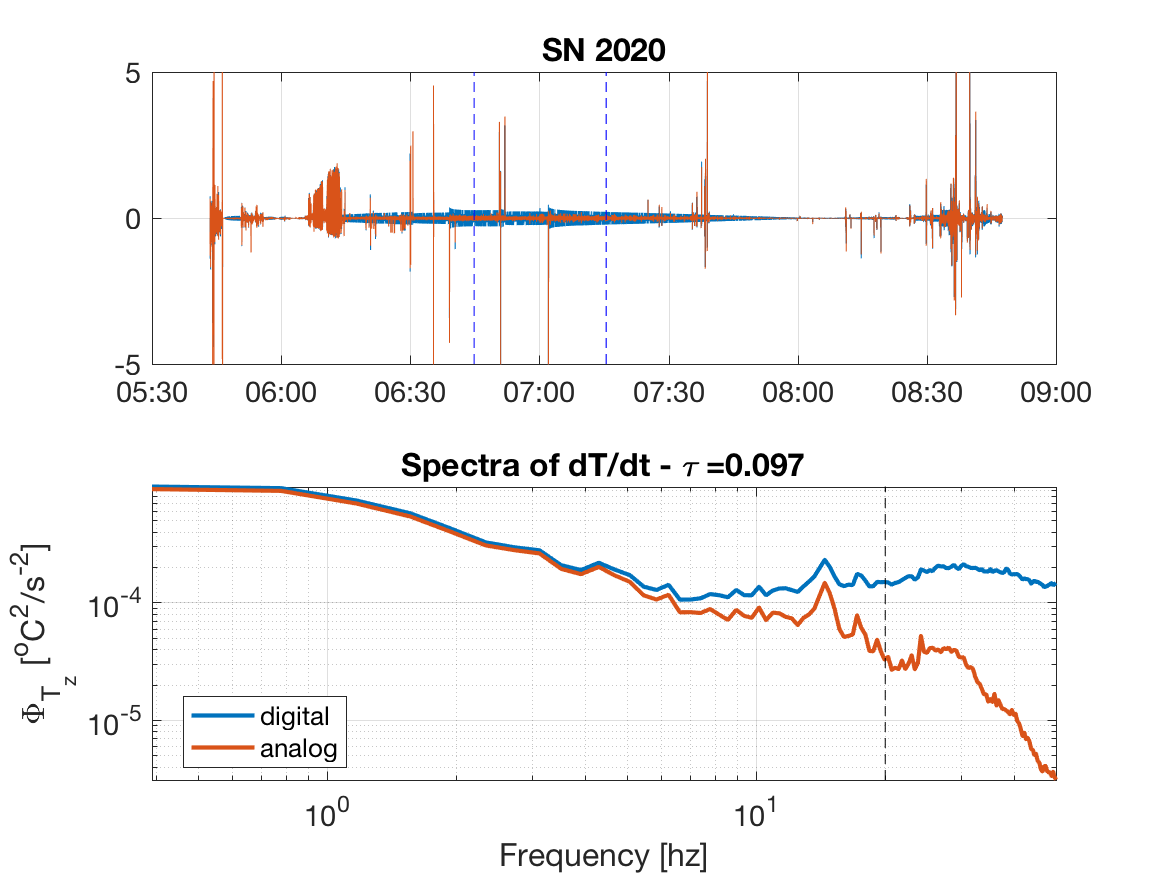 SN 2020
5
0
-5
05:30 06:00 06:30 07:00 07:30 08:00 08:30 09:00
Spectra of dT/dt - τ =0.097
Φ_{T_z} [°C²/s⁻²]
10⁻⁴
10⁻⁵
digital
analog
10⁰ 10¹
Frequency [hz]